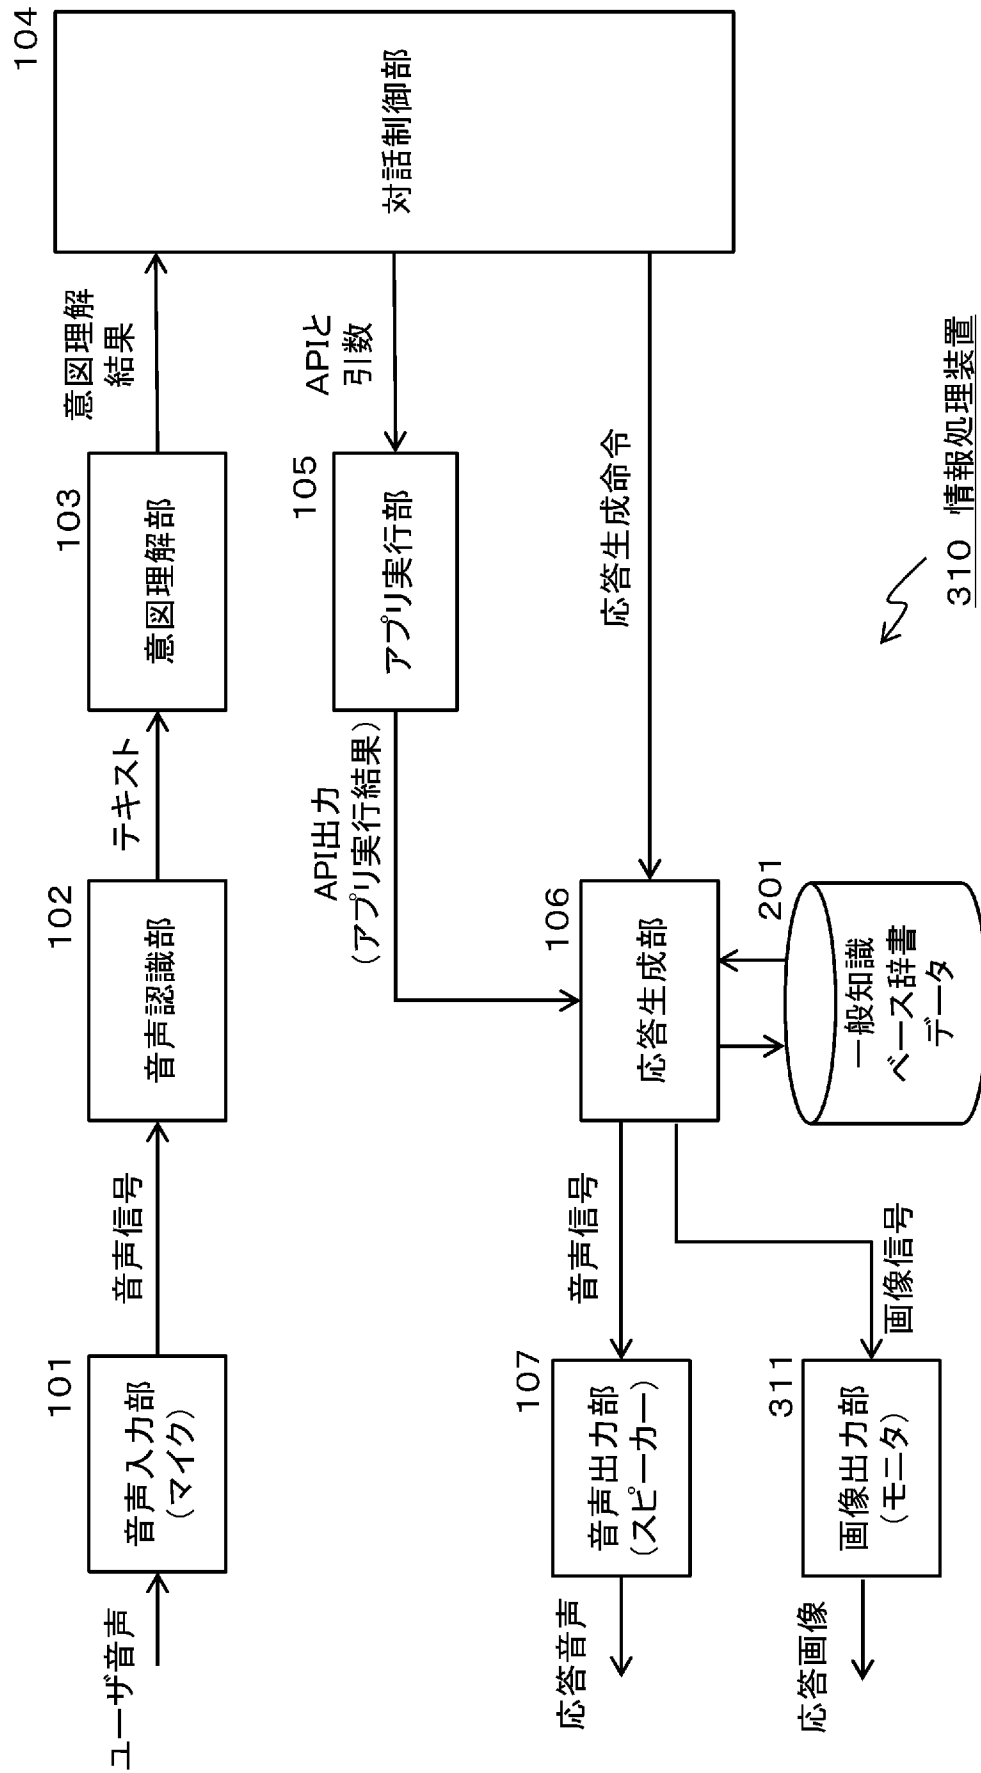 ユーザ音声
101
音声入力部
(マイク)
音声信号
102
音声認識部
テキスト
103
意図理解部
意図理解
結果
104
対話制御部
APIと
引数
105
アプリ実行部
API出力
(アプリ実行結果)
応答生成命令
106
応答生成部
201
一般知識
ベース辞書
データ
音声信号
107
音声出力部
(スピーカー)
応答音声
画像信号
311
画像出力部
(モニタ)
応答画像
310 情報処理装置